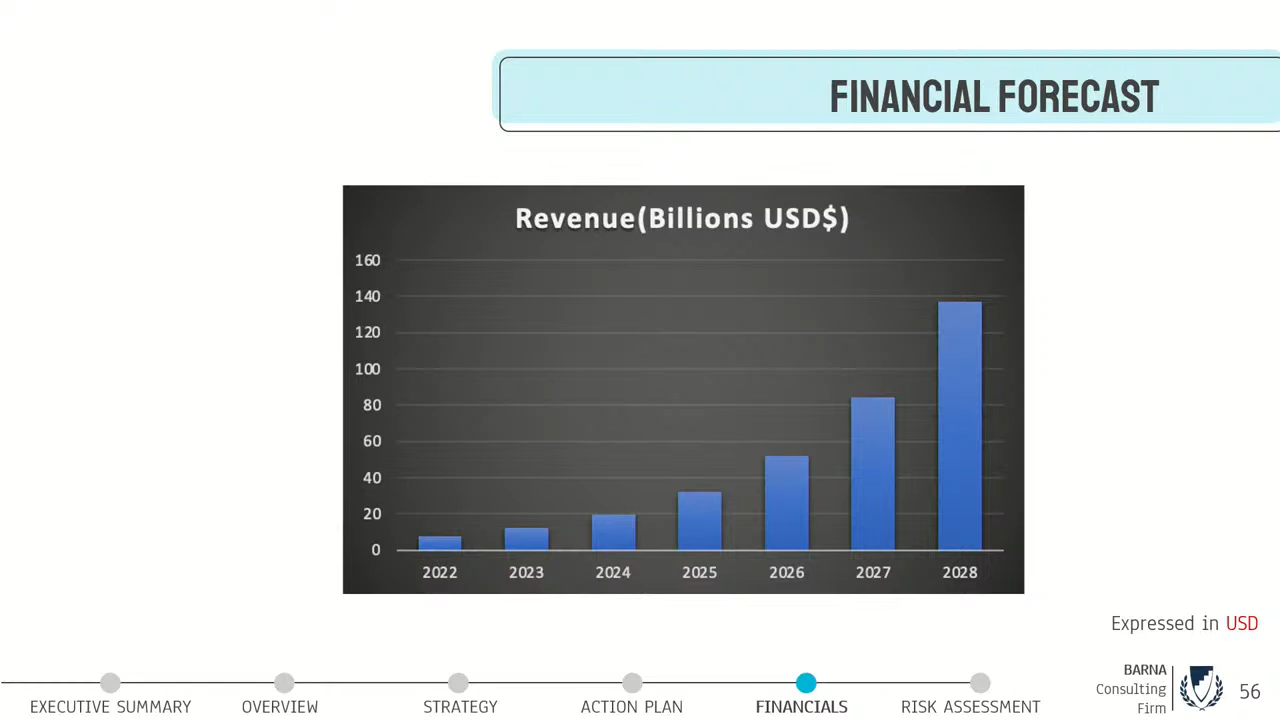 FINANCIAL FORECAST
Revenue(Billions USD$)
160
140
120
100
80
60
40
20
0
2022 2023 2024 2025 2026 2027 2028
Expressed in USD
EXECUTIVE SUMMARY OVERVIEW STRATEGY ACTION PLAN FINANCIALS RISK ASSESSMENT
BARNA
Consulting
Firm
56